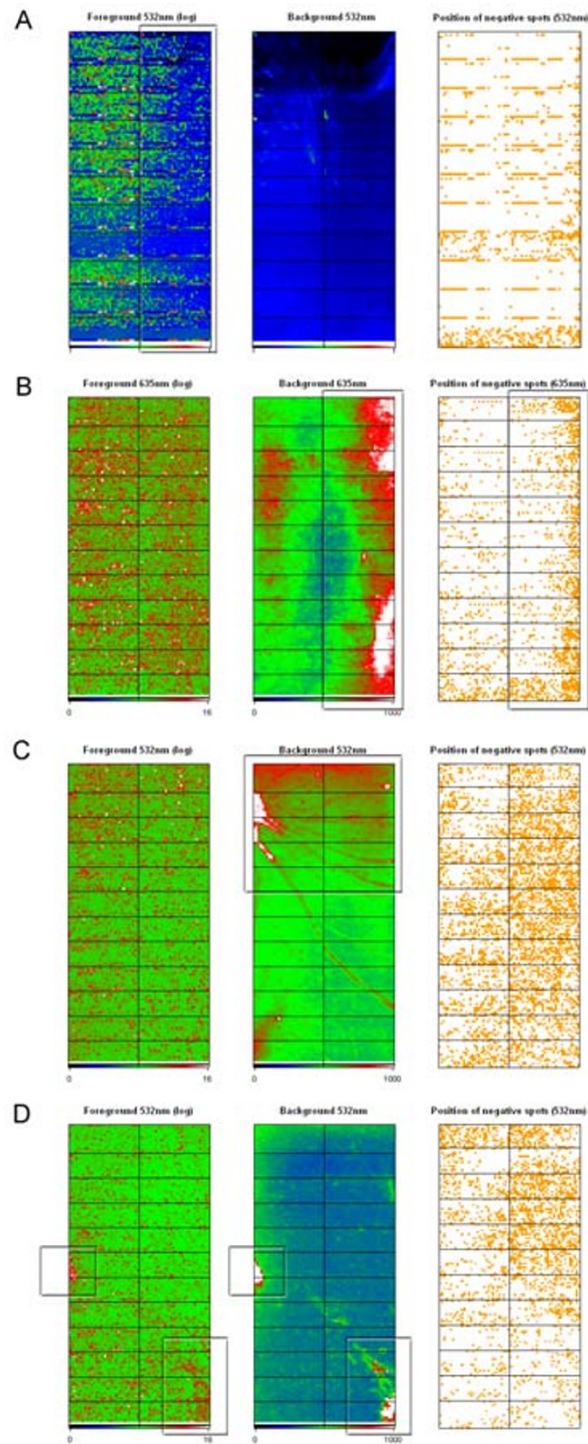 A
Foreground 532nm (log)
Background 532nm
Position of negative spots (532nm)
B
Foreground 635nm (log)
Background 635nm
Position of negative spots (635nm)
0
16
0
1000
C
Foreground 532nm (log)
Background 532nm
Position of negative spots (532nm)
0
16
0
1000
D
Foreground 532nm (log)
Background 532nm
Position of negative spots (532nm)
0
16
0
1000